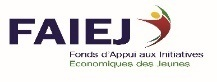 FAIEJ
Fonds d'Appui aux Initiatives
Economiques des Jeunes